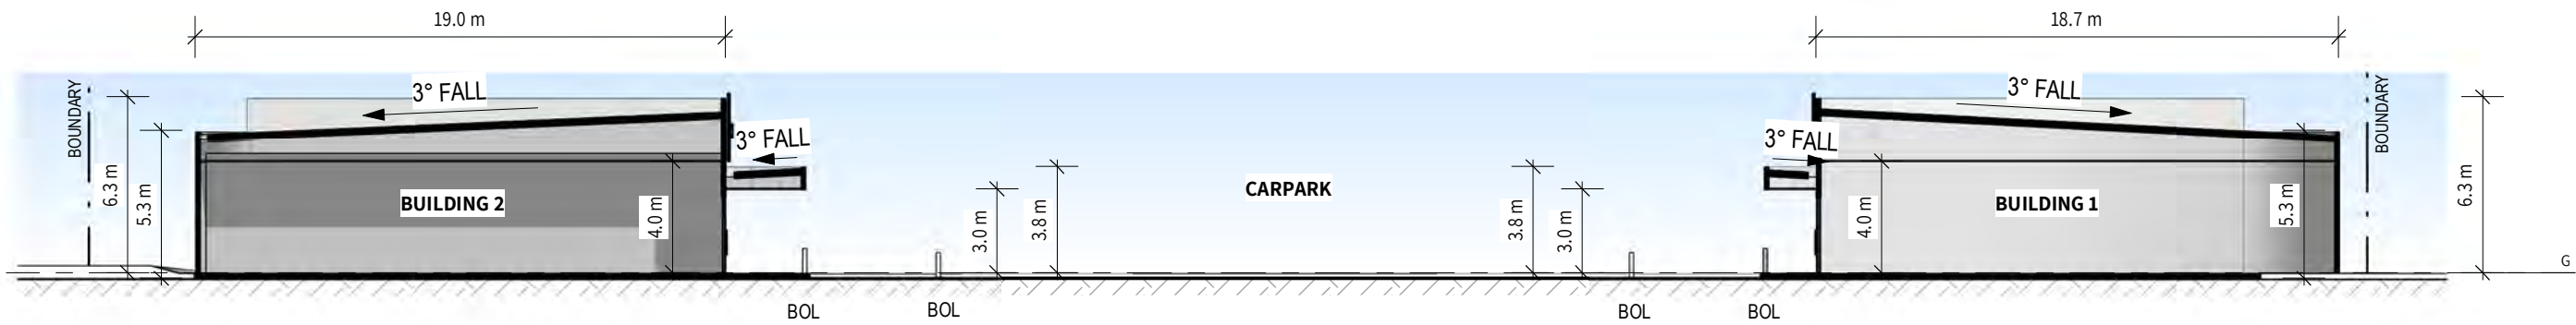 19.0 m
18.7 m
BOUNDARY
3° FALL
3° FALL
BOUNDARY
3° FALL
3° FALL
6.3 m
5.3 m
BUILDING 2
4.0 m
3.0 m
3.8 m
CARPARK
3.8 m
3.0 m
4.0 m
BUILDING 1
5.3 m
6.3 m
G
BOL
BOL
BOL
BOL